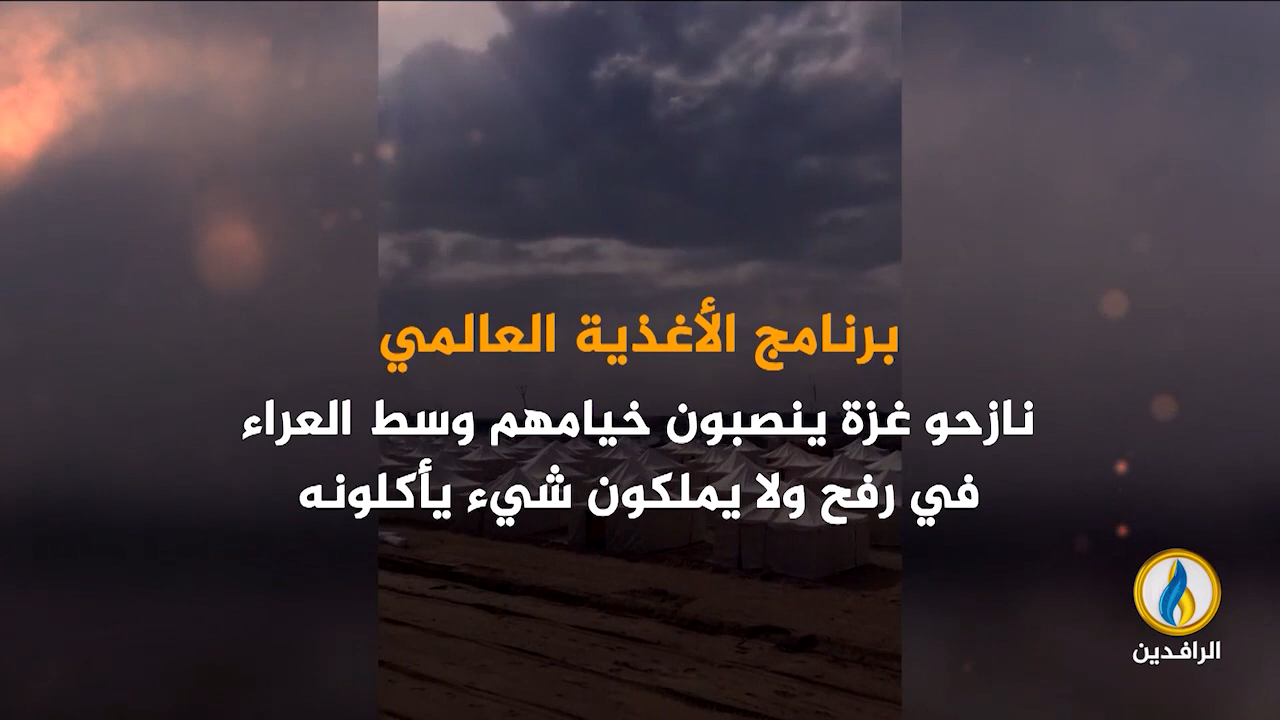 برنامج الأغذية العالمي
نازحو غزة ينصبون خيامهم وسط العراء
في رفح ولا يملكون شيء يأكلونه
الرافدين